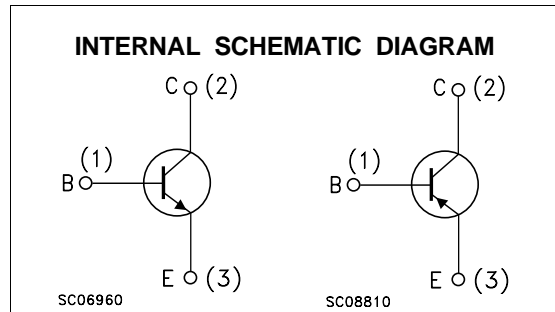 INTERNAL SCHEMATIC DIAGRAM
C (2) C (2)
(1) (1)
B B
E (3) E (3)
SC06960 SC08810